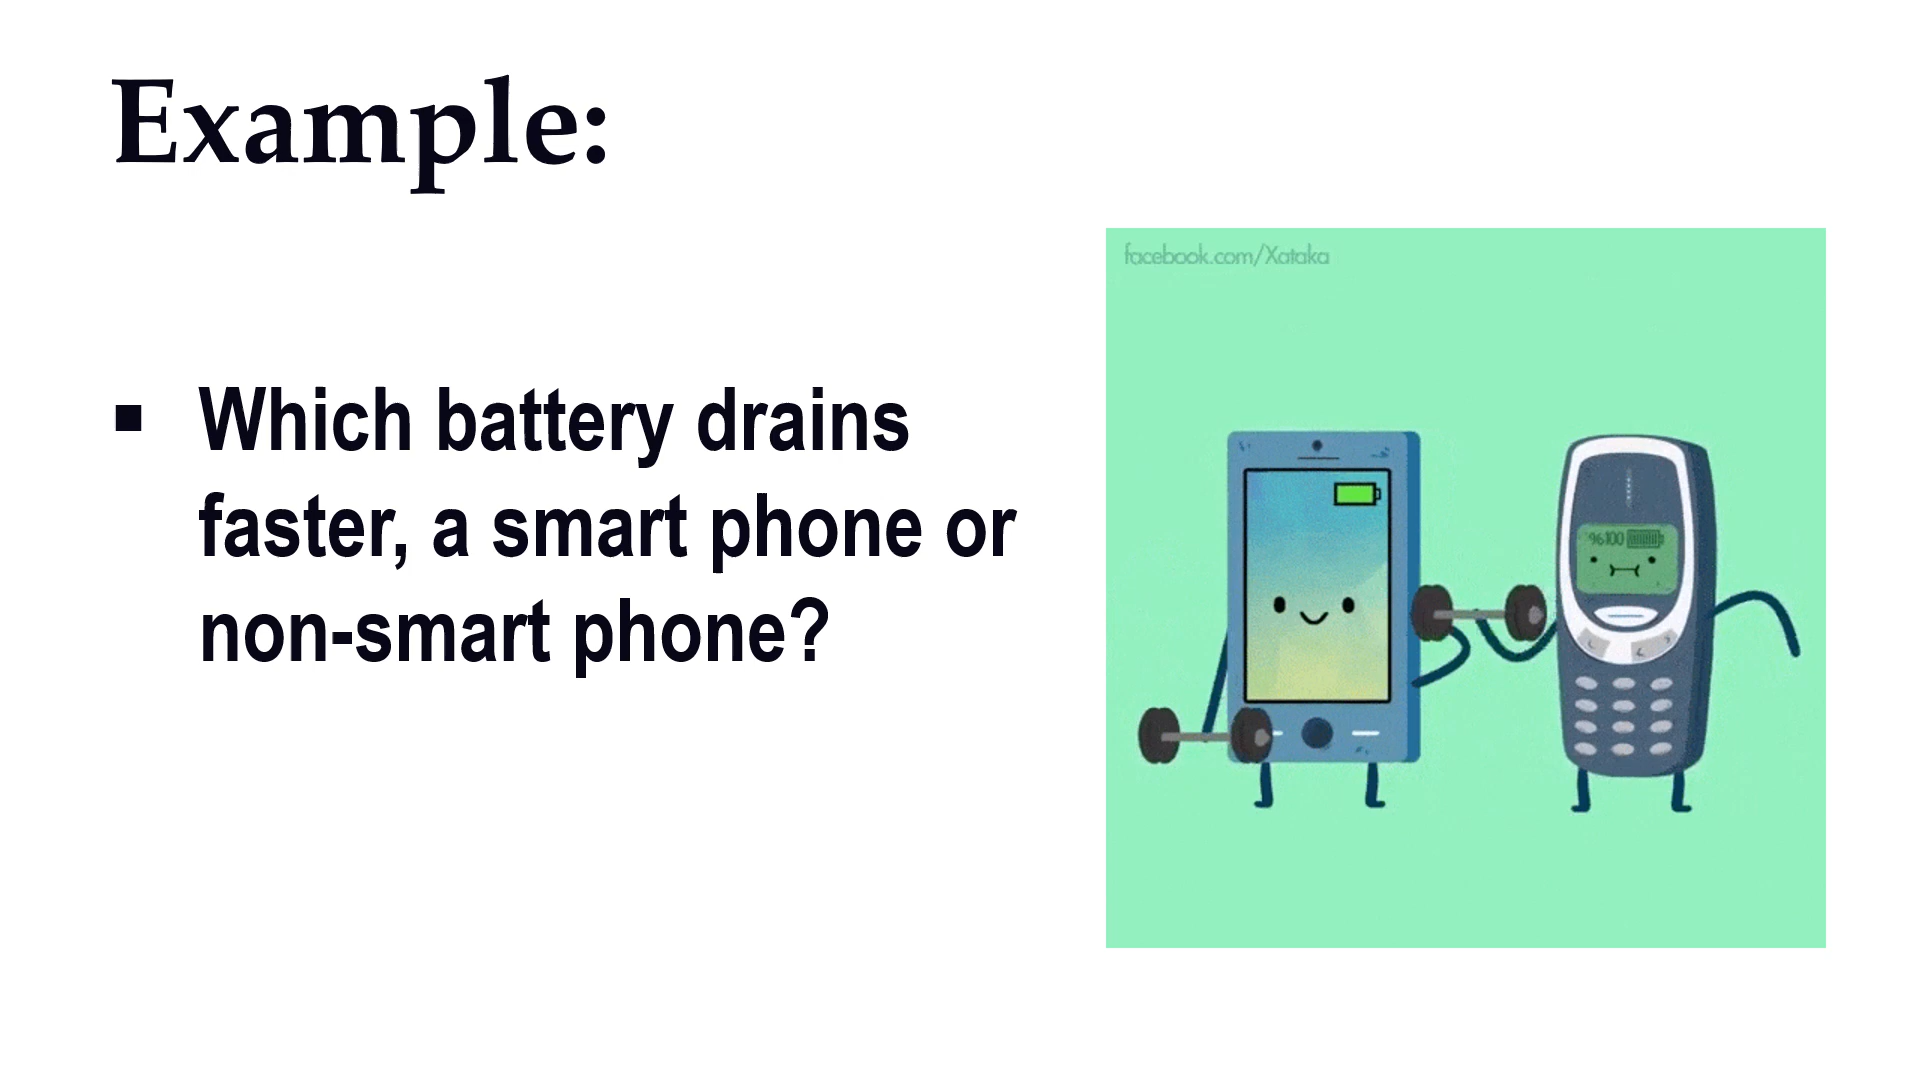 Example:
facebook.com/Xataka
▪ Which battery drains
faster, a smart phone or
non-smart phone?
%100